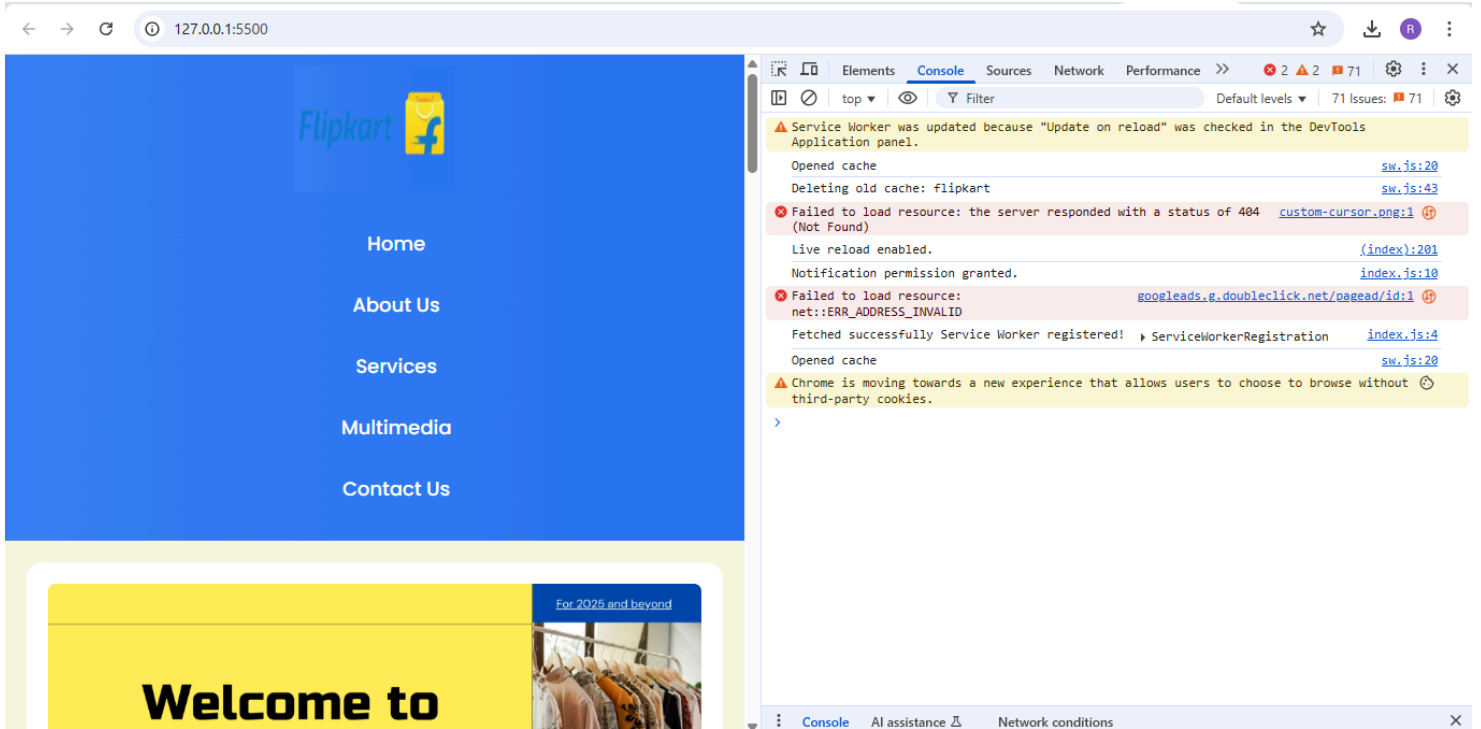 127.0.0.1:5500
R
Flipkart
Home
About Us
Services
Multimedia
Contact Us
For 2025 and beyond
Welcome to
Elements Console Sources Network Performance 2 2 71
top Filter Default levels 71 Issues: 71
Service Worker was updated because "Update on reload" was checked in the DevTools
Application panel.
Opened cache sw.js:20
Deleting old cache: flipkart sw.js:43
Failed to load resource: the server responded with a status of 404 custom-cursor.png:1
(Not Found)
Live reload enabled. (index):201
Notification permission granted. index.js:10
Failed to load resource: googleads.g.doubleclick.net/pagead/id:1
net::ERR_ADDRESS_INVALID
Fetched successfully Service Worker registered! ServiceWorkerRegistration index.js:4
Opened cache sw.js:20
Chrome is moving towards a new experience that allows users to choose to browse without
third-party cookies.
Console AI assistance Network conditions